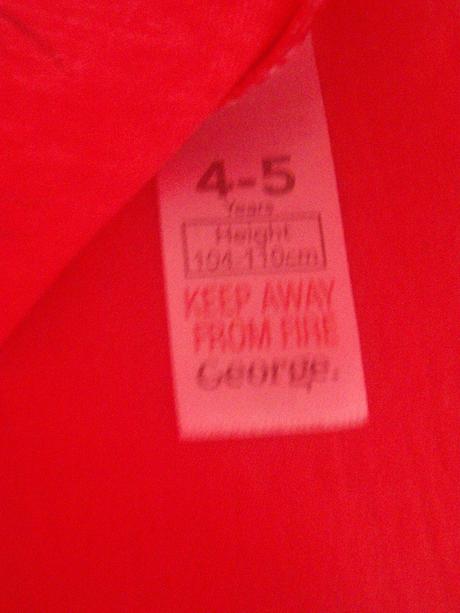 4-5
Years
Height
104-110cm
KEEP AWAY
FROM FIRE
George.